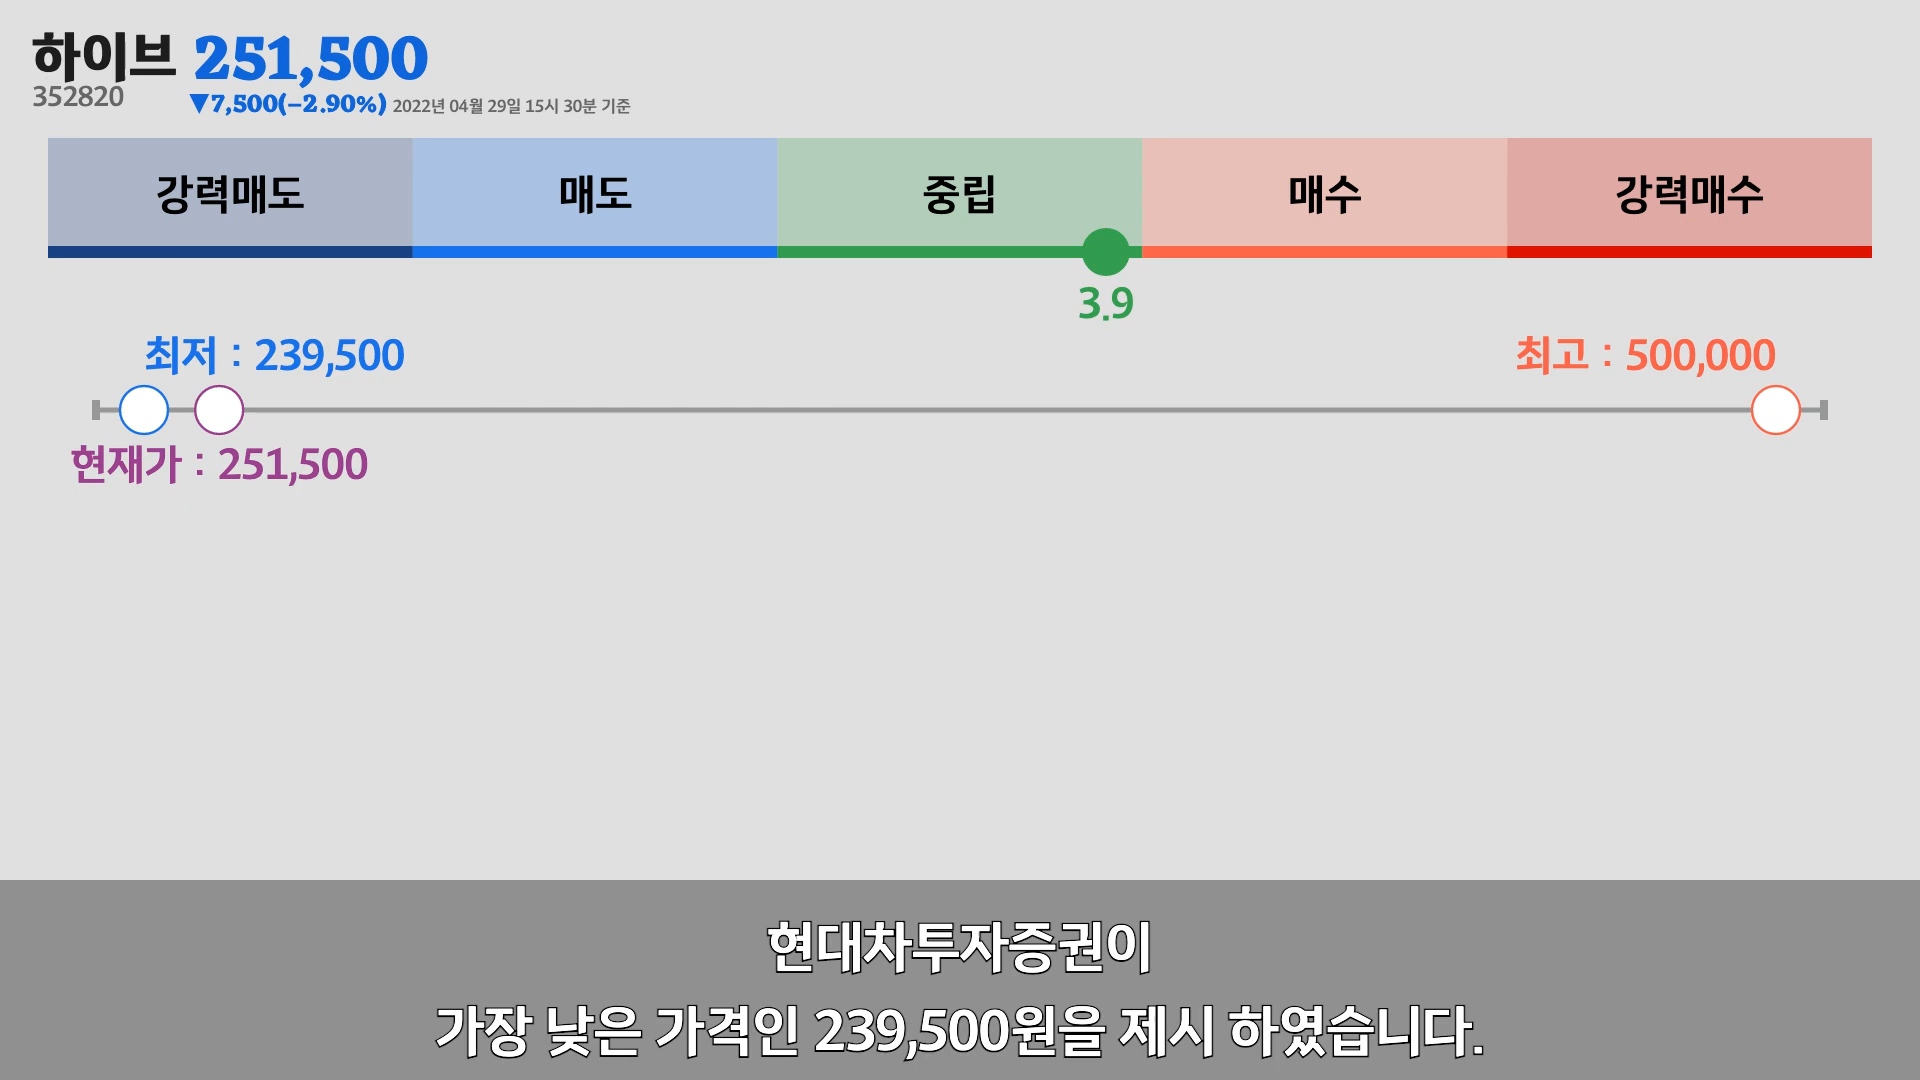 하이브 251,500
352820 ▼7,500(−2.90%) 2022년 04월 29일 15시 30분 기준
강력매도 매도 중립 매수 강력매수
3.9
최저 : 239,500 최고 : 500,000
현재가 : 251,500
현대차투자증권이
가장 낮은 가격인 239,500원을 제시 하였습니다.